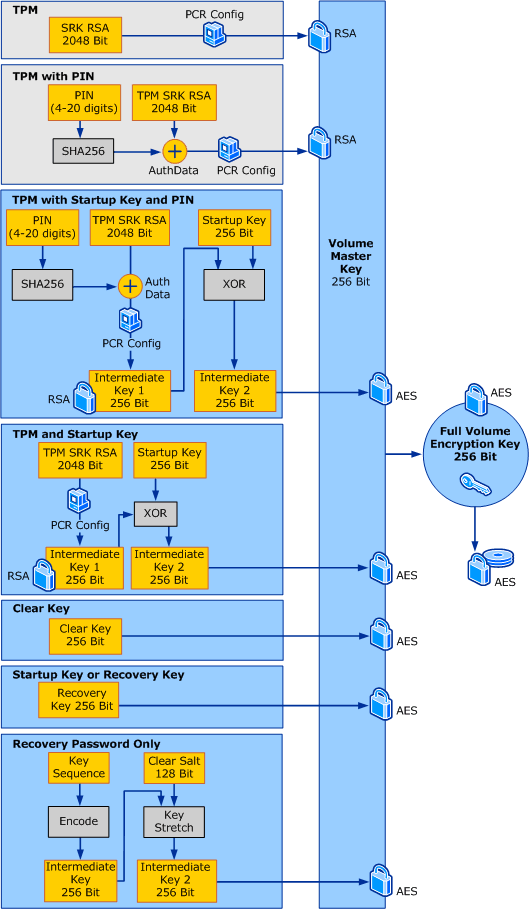 TPM
SRK RSA
2048 Bit
PCR Config
RSA
TPM with PIN
PIN
(4-20 digits)
TPM SRK RSA
2048 Bit
SHA256
AuthData
PCR Config
RSA
TPM with Startup Key and PIN
PIN
(4-20 digits)
TPM SRK RSA
2048 Bit
Startup Key
256 Bit
SHA256
Auth
Data
XOR
PCR Config
RSA
Intermediate
Key 1
256 Bit
Intermediate
Key 2
256 Bit
AES
Volume
Master
Key
256 Bit
AES
Full Volume
Encryption Key
256 Bit
AES
TPM and Startup Key
TPM SRK RSA
2048 Bit
Startup Key
256 Bit
PCR Config
XOR
RSA
Intermediate
Key 1
256 Bit
Intermediate
Key 2
256 Bit
AES
Clear Key
Clear Key
256 Bit
AES
Startup Key or Recovery Key
Recovery
Key 256 Bit
AES
Recovery Password Only
Key
Sequence
Clear Salt
128 Bit
Encode
Key
Stretch
Intermediate
Key 1
256 Bit
Intermediate
Key 2
256 Bit
AES